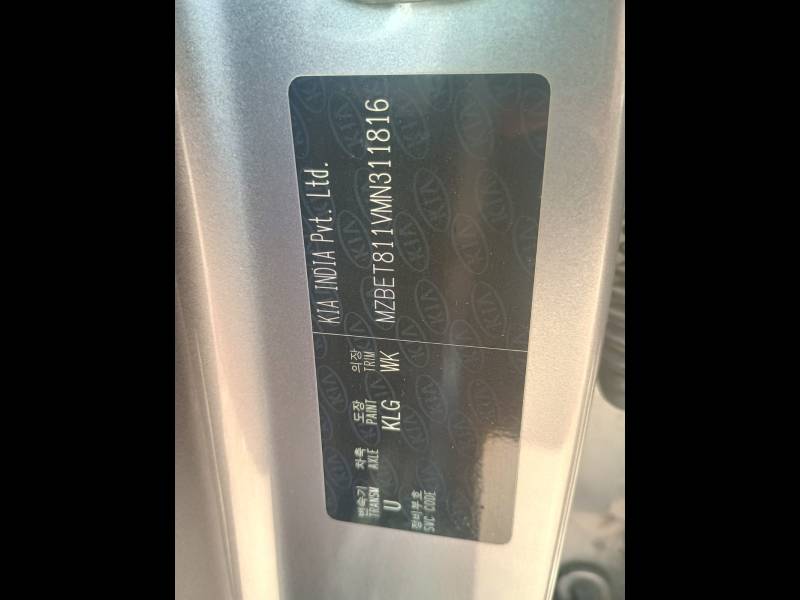 KIA INDIA Pvt. Ltd.
MZBET811VMN311816
변속기 차축 도장 의장
TRANSM AXLE PAINT TRIM
U KLG WK
장비부호
SVC CODE